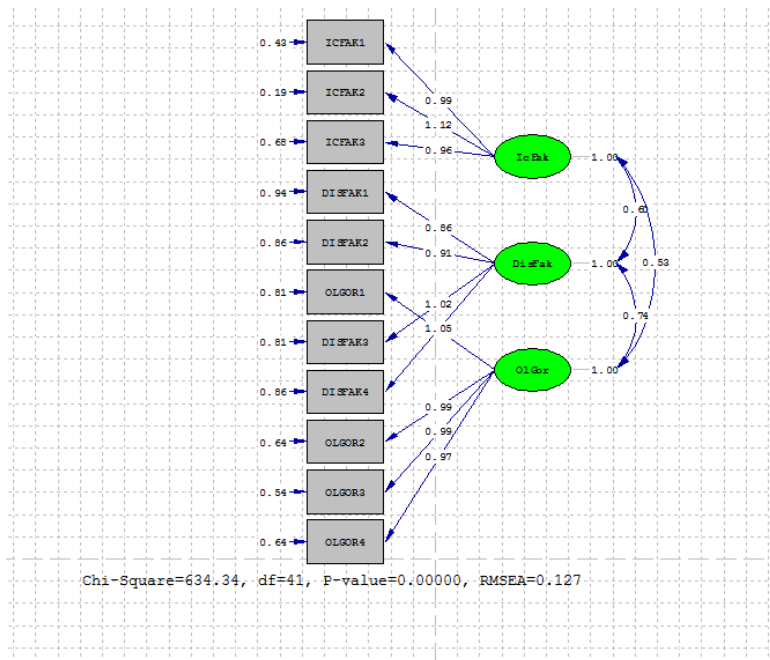 0.43 ICFAK1
0.19 ICFAK2
0.99
1.12
0.68 ICFAK3
0.96
IcFak 1.00
0.94 DISFAK1
0.60
0.86
0.86 DISFAK2
0.91
DisFak 1.00
0.53
0.81 OLGOR1
1.02
0.74
1.05
0.81 DISFAK3
OlGor 1.00
0.86 DISFAK4
0.99
0.99
0.64 OLGOR2
0.97
0.54 OLGOR3
0.64 OLGOR4
Chi-Square=634.34, df=41, P-value=0.00000, RMSEA=0.127